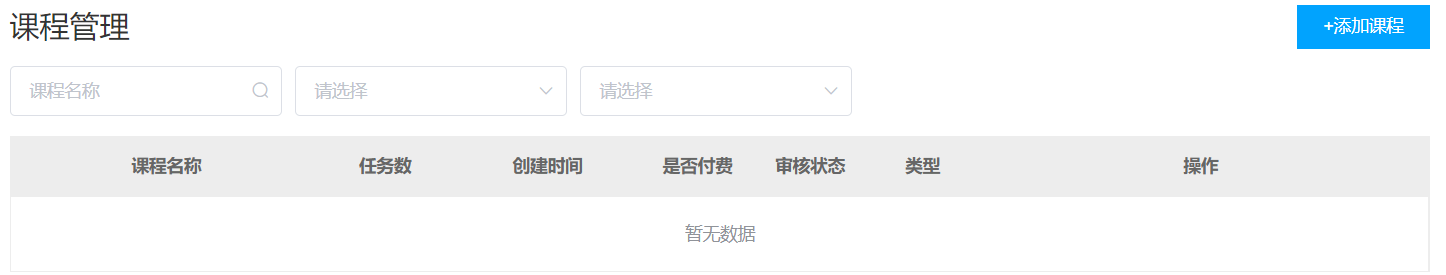 课程管理
+添加课程
课程名称 请选择 请选择
课程名称 任务数 创建时间 是否付费 审核状态 类型 操作
暂无数据